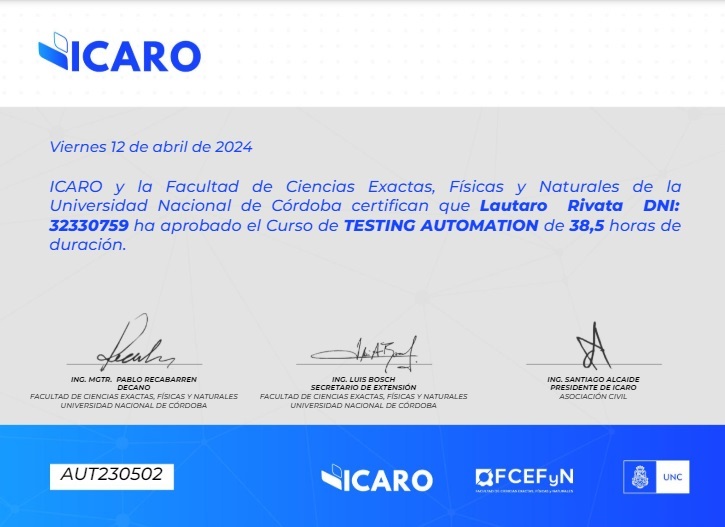 ICARO
Viernes 12 de abril de 2024
ICARO y la Facultad de Ciencias Exactas, Físicas y Naturales de la
Universidad Nacional de Córdoba certifican que Lautaro Rivata DNI:
32330759 ha aprobado el Curso de TESTING AUTOMATION de 38,5 horas de
duración.
ING. MGTR. PABLO RECABARREN
DECANO
FACULTAD DE CIENCIAS EXACTAS, FÍSICAS Y NATURALES
UNIVERSIDAD NACIONAL DE CÓRDOBA
ING. LUIS BOSCH
SECRETARIO DE EXTENSIÓN
FACULTAD DE CIENCIAS EXACTAS, FÍSICAS Y NATURALES
UNIVERSIDAD NACIONAL DE CÓRDOBA
ING. SANTIAGO ALCAIDE
PRESIDENTE DE ICARO
ASOCIACIÓN CIVIL
AUT230502
ICARO
FCEFyN
FACULTAD DE CIENCIAS EXACTAS, FÍSICAS Y NATURALES
UNC